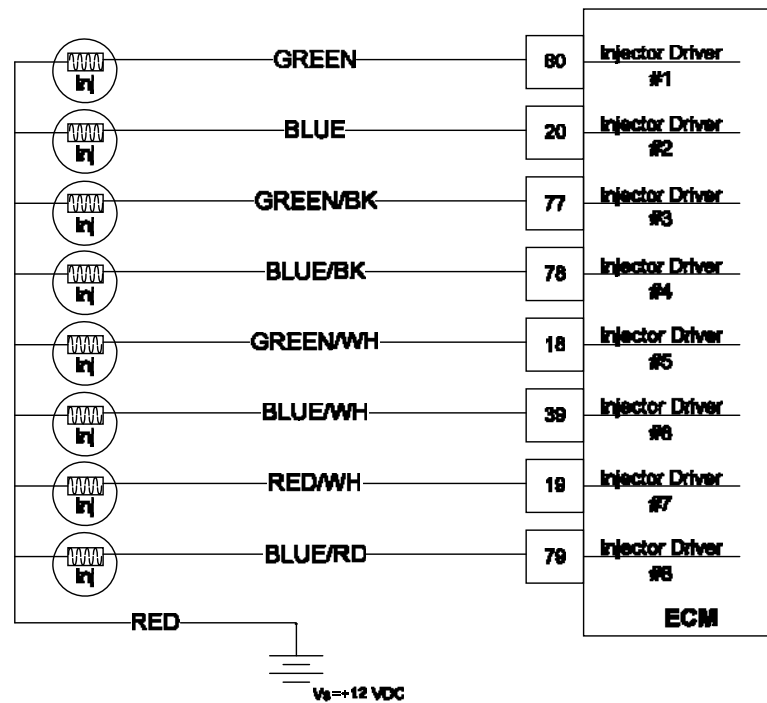 GREEN 60 Injector Driver
Inj #1
BLUE 20 Injector Driver
Inj #2
GREEN/BK 77 Injector Driver
Inj #3
BLUE/BK 78 Injector Driver
Inj #4
GREEN/WH 18 Injector Driver
Inj #5
BLUE/WH 39 Injector Driver
Inj #6
RED/WH 19 Injector Driver
Inj #7
BLUE/RD 79 Injector Driver
Inj #8
RED ECM
Vs=+12 VDC